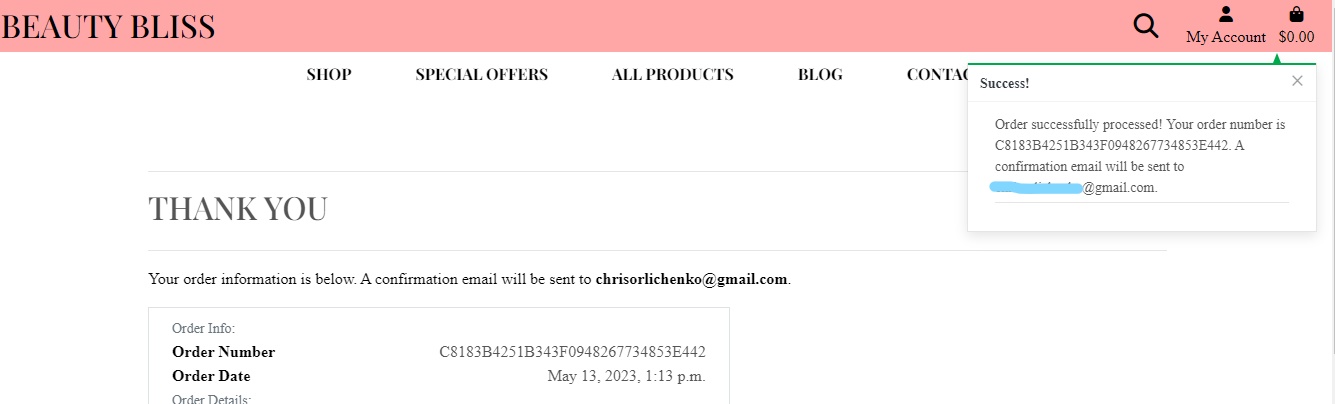 BEAUTY BLISS
My Account $0.00
SHOP SPECIAL OFFERS ALL PRODUCTS BLOG CONTAC
Success! ×
Order successfully processed! Your order number is
C8183B4251B343F0948267734853E442. A
confirmation email will be sent to
@gmail.com.
THANK YOU
Your order information is below. A confirmation email will be sent to chrisorlichenko@gmail.com.
Order Info:
Order Number C8183B4251B343F0948267734853E442
Order Date May 13, 2023, 1:13 p.m.
Order Details: